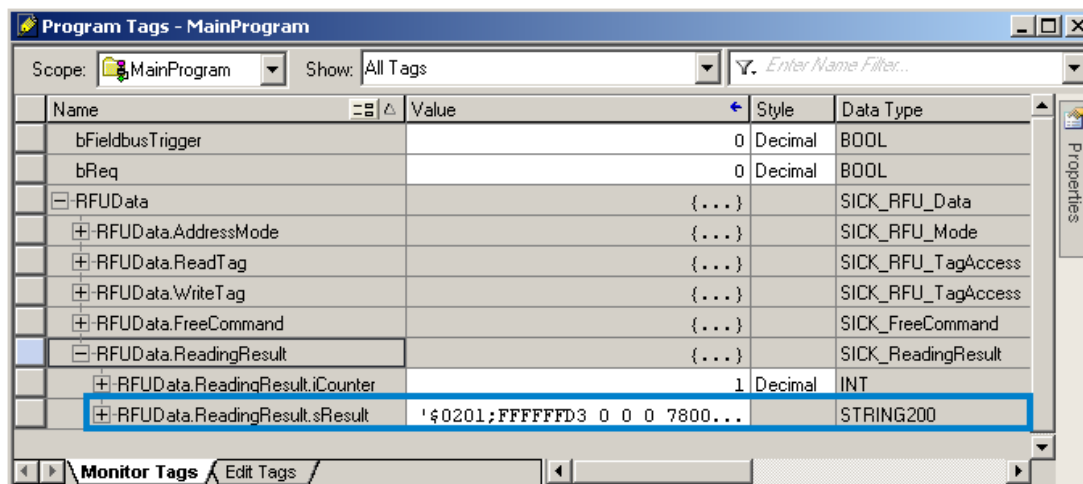 Program Tags - MainProgram
Scope: MainProgram Show: All Tags Enter Name Filter...
Name Value Style Data Type
bFieldbusTrigger 0 Decimal BOOL
bReq 0 Decimal BOOL
RFUData {...} SICK_RFU_Data
RFUData.AddressMode {...} SICK_RFU_Mode
RFUData.ReadTag {...} SICK_RFU_TagAccess
RFUData.WriteTag {...} SICK_RFU_TagAccess
RFUData.FreeCommand {...} SICK_FreeCommand
RFUData.ReadingResult {...} SICK_ReadingResult
RFUData.ReadingResult.iCounter 1 Decimal INT
RFUData.ReadingResult.sResult '$0201;FFFFFFD3 0 0 0 7800... STRING200
Monitor Tags Edit Tags
Properties